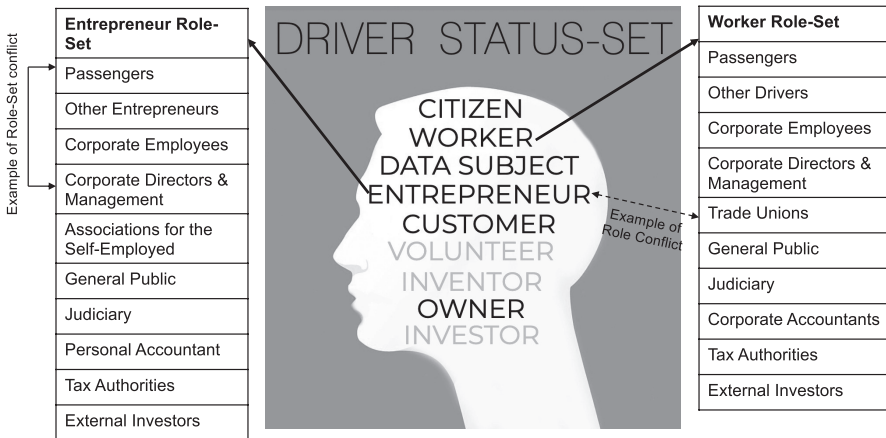 Example of Role-Set conflict
Entrepreneur Role-
Set
Passengers
Other Entrepreneurs
Corporate Employees
Corporate Directors &
Management
Associations for the
Self-Employed
General Public
Judiciary
Personal Accountant
Tax Authorities
External Investors
DRIVER STATUS-SET
CITIZEN
WORKER
DATA SUBJECT
ENTREPRENEUR
CUSTOMER
VOLUNTEER
INVENTOR
OWNER
INVESTOR
Example of
Role Conflict
Worker Role-Set
Passengers
Other Drivers
Corporate Employees
Corporate Directors &
Management
Trade Unions
General Public
Judiciary
Corporate Accountants
Tax Authorities
External Investors